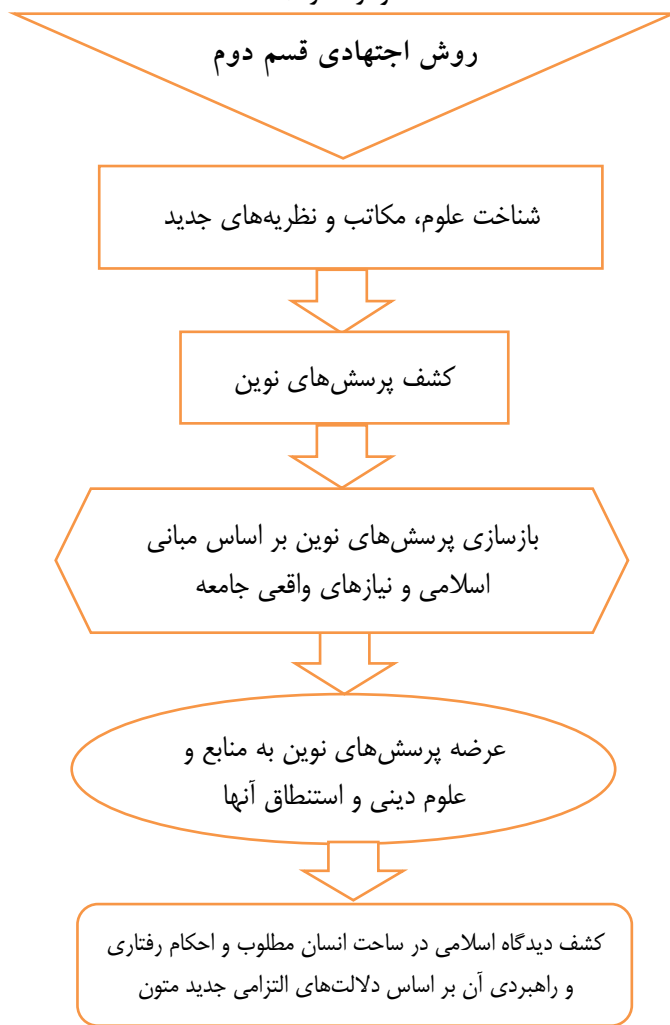 روش اجتهادی قسم دوم
شناخت علوم، مکاتب و نظریه‌های جدید
کشف پرسش‌های نوین
بازسازی پرسش‌های نوین بر اساس مبانی
اسلامی و نیازهای واقعی جامعه
عرضه پرسش‌های نوین به منابع و
علوم دینی و استنطاق آنها
کشف دیدگاه اسلامی در ساحت انسان مطلوب و احکام رفتاری
و راهبردی آن بر اساس دلالت‌های التزامی جدید متون